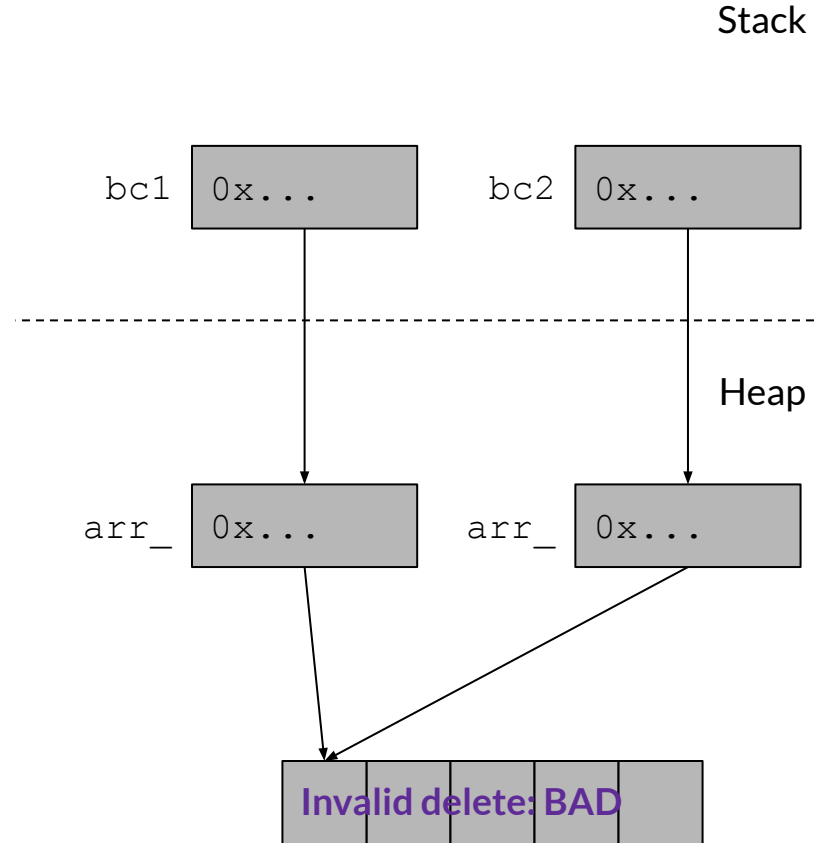 Stack
bc1 0x... bc2 0x...
Heap
arr_ 0x... arr_ 0x...
Invalid delete: BAD